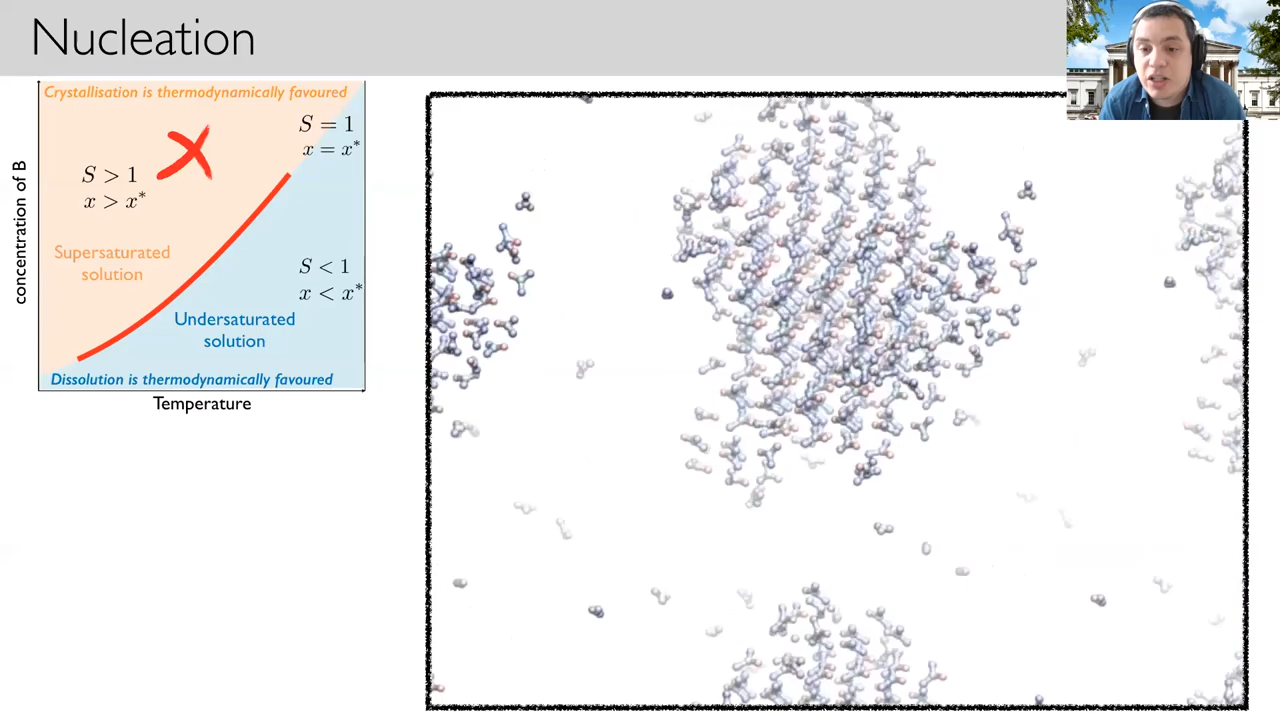 Nucleation
Crystallisation is thermodynamically favoured
S = 1
x = x*
S > 1
x > x*
Supersaturated
solution
S < 1
x < x*
Undersaturated
solution
Dissolution is thermodynamically favoured
Temperature
concentration of B